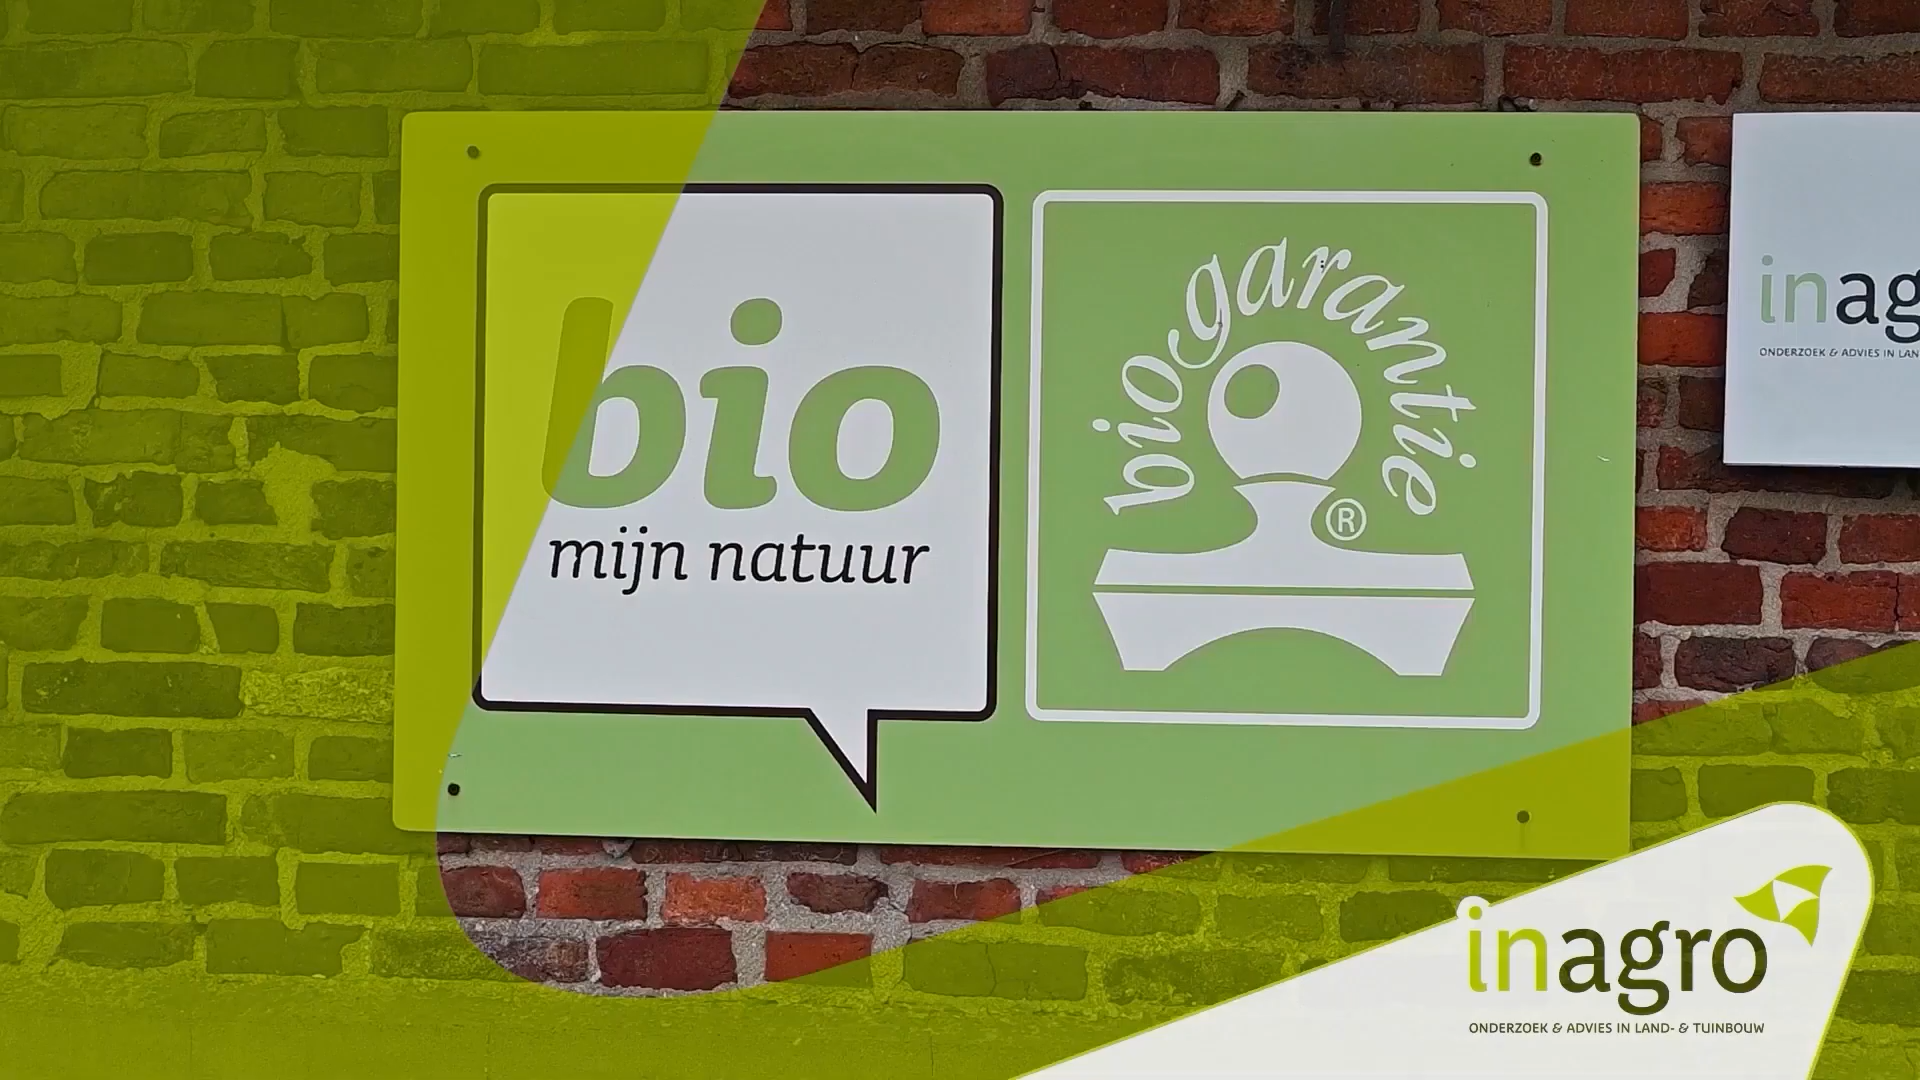 bio
mijn natuur
biogarantie
®
inag
ONDERZOEK & ADVIES IN LAN
inagro
ONDERZOEK & ADVIES IN LAND- & TUINBOUW